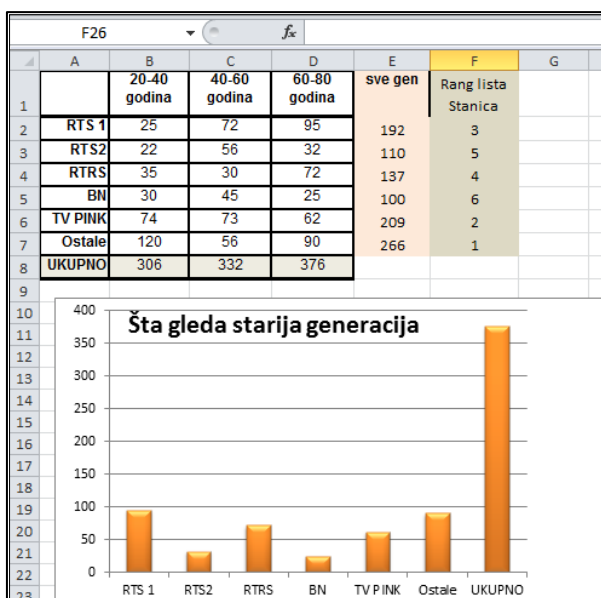 F26 fx
A B C D E F G
1 20-40 godina 40-60 godina 60-80 godina sve gen Rang lista Stanica
2 RTS 1 25 72 95 192 3
3 RTS2 22 56 32 110 5
4 RTRS 35 30 72 137 4
5 BN 30 45 25 100 6
6 TV PINK 74 73 62 209 2
7 Ostale 120 56 90 266 1
8 UKUPNO 306 332 376
9
10
11
12
13
14
15
16
17
18
19
20
21
22
23
Šta gleda starija generacija
400
350
300
250
200
150
100
50
0
RTS 1 RTS2 RTRS BN TV PINK Ostale UKUPNO